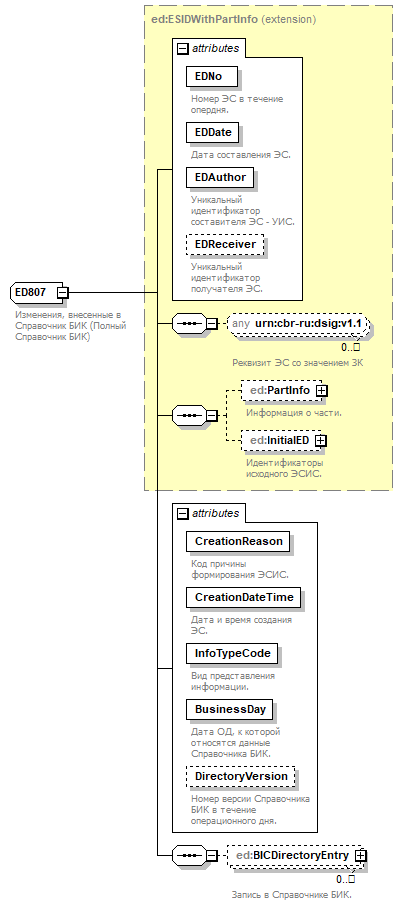 ed:ESIDWithPartInfo (extension)
attributes
EDNo
Номер ЭС в течение
опердня.
EDDate
Дата составления ЭС.
EDAuthor
Уникальный
идентификатор
составителя ЭС - УИС.
EDReceiver
Уникальный
идентификатор
получателя ЭС.
ED807
Изменения, внесенные в
Справочник БИК (Полный
Справочник БИК)
any urn:cbr-ru:dsig:v1.1
0..□
Реквизит ЭС со значением ЗК
ed:PartInfo
Информация о части.
ed:InitialED
Идентификаторы
исходного ЭСИС.
attributes
CreationReason
Код причины
формирования ЭСИС.
CreationDateTime
Дата и время создания
ЭС.
InfoTypeCode
Вид представления
информации.
BusinessDay
Дата ОД, к которой
относятся данные
Справочника БИК.
DirectoryVersion
Номер версии Справочника
БИК в течение
операционного дня.
ed:BICDirectoryEntry
0..□
Запись в Справочнике БИК.